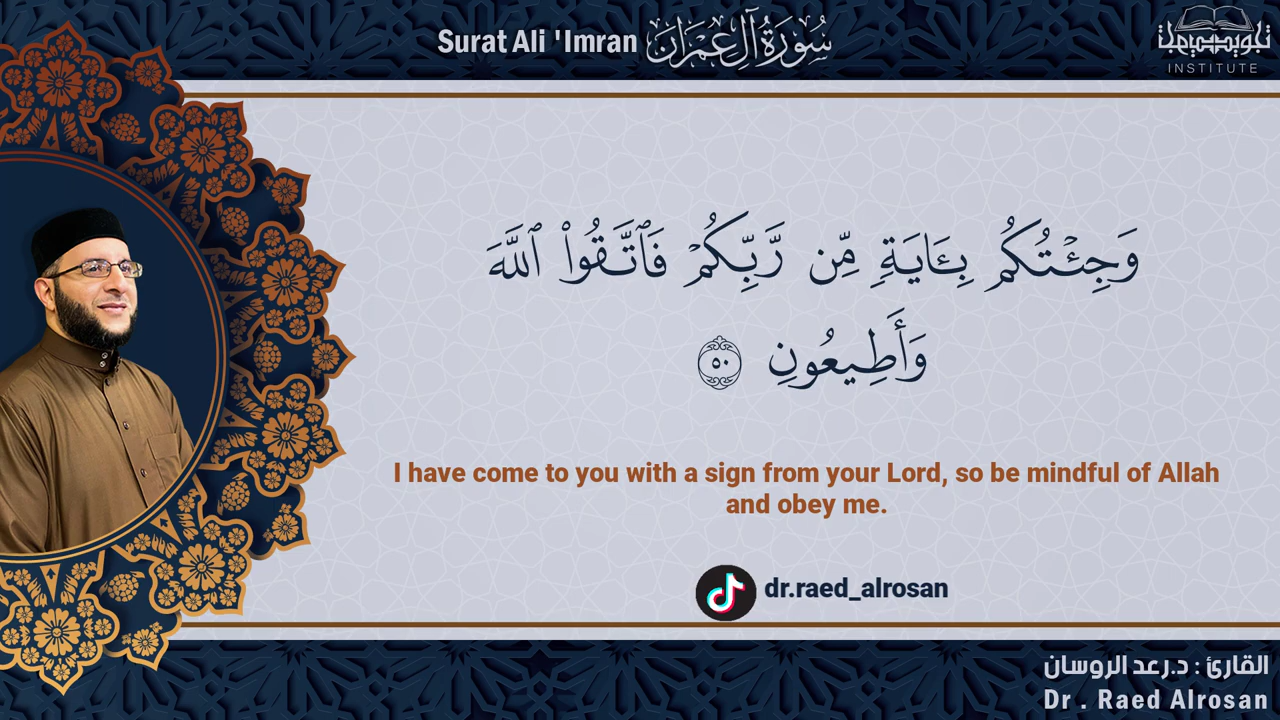 Surat Ali 'Imran سُورَةُ آلِ عِمْرَانَ
INSTITUTE
وَجِئْتُكُم بِـَٔايَةٍ مِّن رَّبِّكُمْ فَٱتَّقُوا۟ ٱللَّهَ
وَأَطِيعُونِ ٥٠
I have come to you with a sign from your Lord, so be mindful of Allah
and obey me.
dr.raed_alrosan
القارئ : د.رعد الروسان
Dr . Raed Alrosan